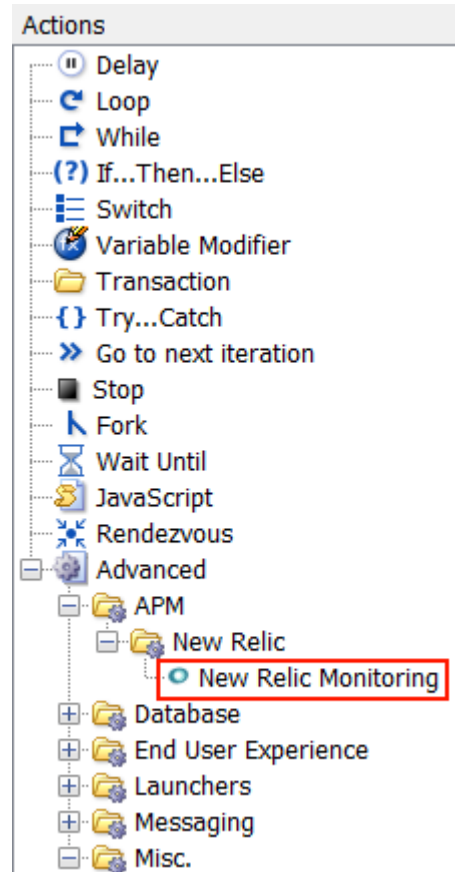 Actions
Delay
Loop
While
(?) If...Then...Else
Switch
Variable Modifier
Transaction
{} Try...Catch
Go to next iteration
Stop
Fork
Wait Until
JavaScript
Rendezvous
Advanced
APM
New Relic
New Relic Monitoring
Database
End User Experience
Launchers
Messaging
Misc.